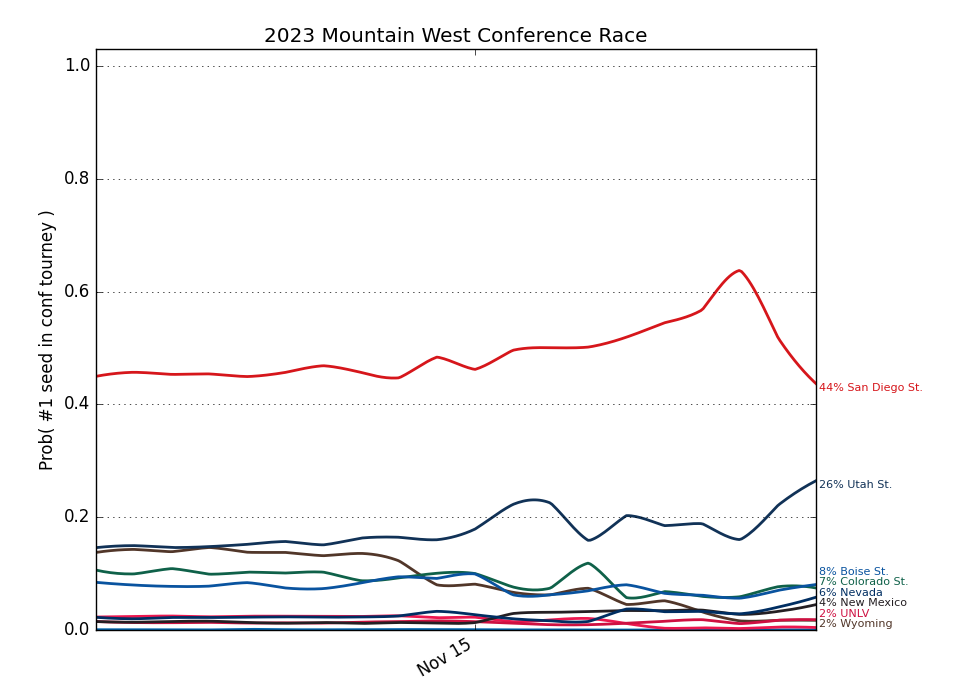 2023 Mountain West Conference Race
Prob( #1 seed in conf tourney )
1.0
0.8
0.6
0.4
0.2
0.0
Nov 15
44% San Diego St.
26% Utah St.
8% Boise St.
7% Colorado St.
6% Nevada
4% New Mexico
2% UNLV
2% Wyoming